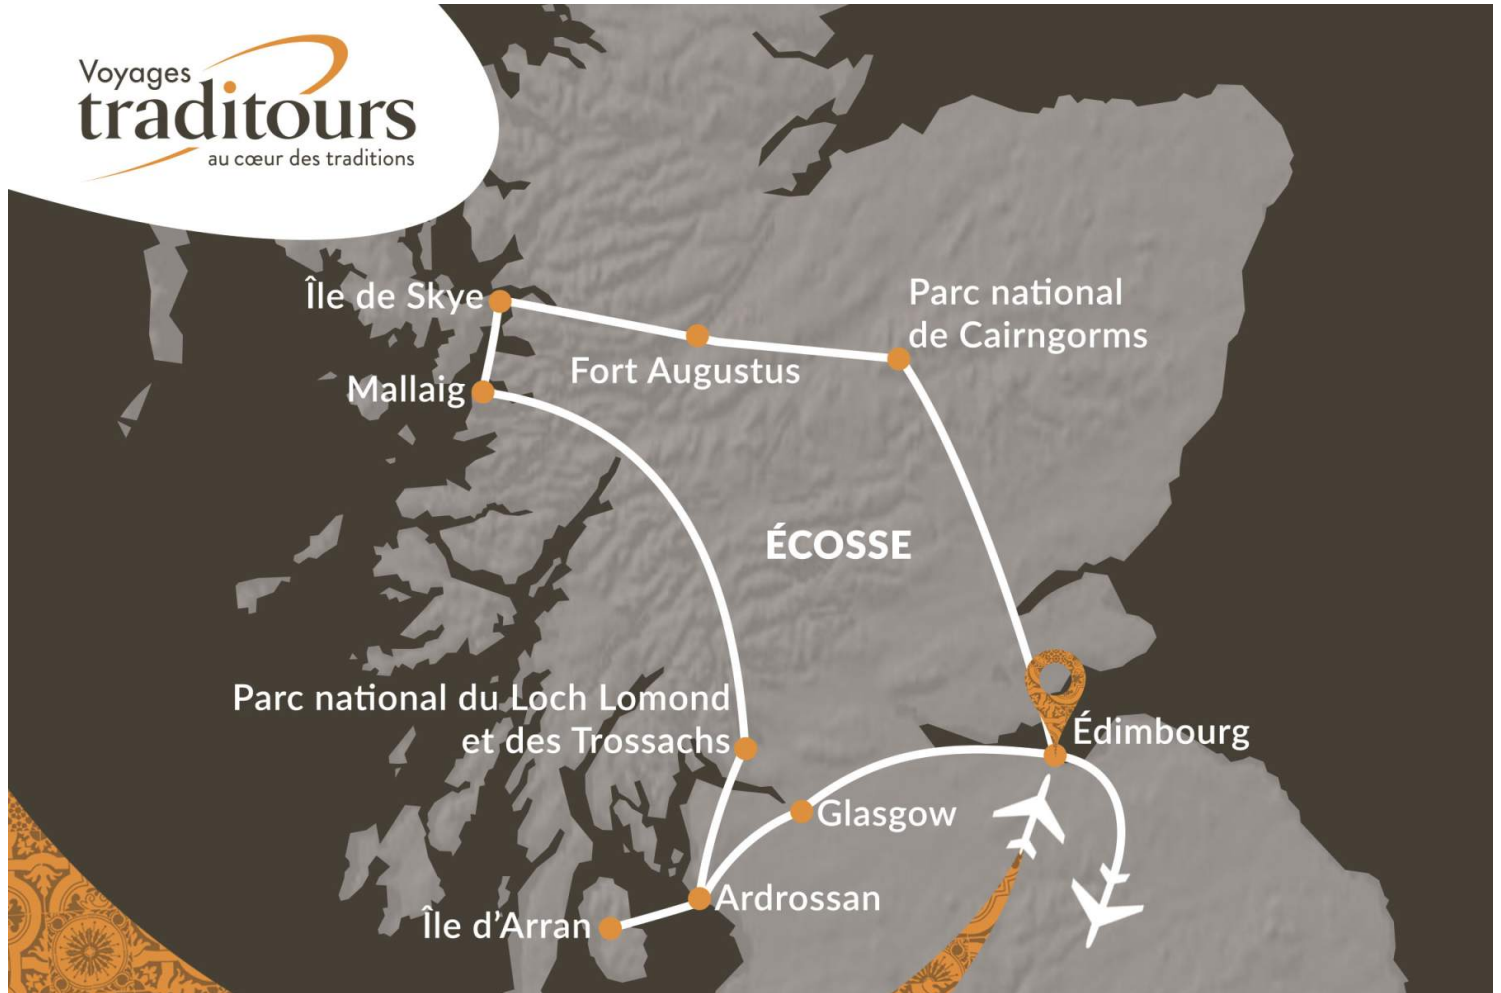 Voyages
traditours
au cœur des traditions
Île de Skye
Parc national
de Cairngorms
Fort Augustus
Mallaig
ÉCOSSE
Parc national du Loch Lomond
et des Trossachs
Édimbourg
Glasgow
Ardrossan
Île d'Arran